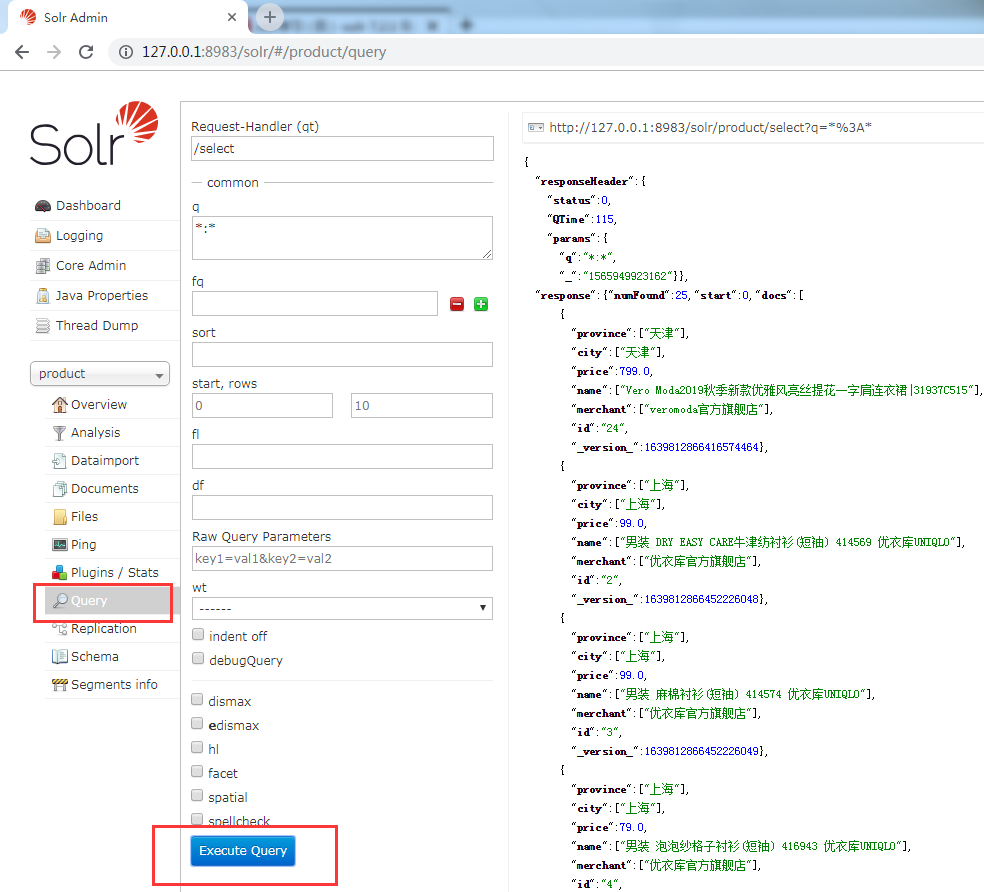 Solr Admin
127.0.0.1:8983/solr/#/product/query
Solr
Dashboard
Logging
Core Admin
Java Properties
Thread Dump
product
Overview
Analysis
Dataimport
Documents
Files
Ping
Plugins / Stats
Query
Replication
Schema
Segments info
Request-Handler (qt)
/select
common
q
*:*
fq
sort
start, rows
0 10
fl
df
Raw Query Parameters
key1=val1&key2=val2
wt
------
indent off
debugQuery
dismax
edismax
hl
facet
spatial
spellcheck
Execute Query
http://127.0.0.1:8983/solr/product/select?q=*%3A*
{
"responseHeader":{
"status":0,
"QTime":115,
"params":{
"q":"*:*",
"_":"1565949923162"}},
"response":{"numFound":25,"start":0,"docs":[
{
"province":["天津"],
"city":["天津"],
"price":799.0,
"name":["Vero Moda2019秋季新款优雅风亮丝提花一字肩连衣裙|31937C515"],
"merchant":["veromoda官方旗舰店"],
"id":"24",
"_version_":1639812866416574464},
{
"province":["上海"],
"city":["上海"],
"price":99.0,
"name":["男装 DRY EASY CARE牛津纺衬衫(短袖) 414569 优衣库UNIQLO"],
"merchant":["优衣库官方旗舰店"],
"id":"2",
"_version_":1639812866452226048},
{
"province":["上海"],
"city":["上海"],
"price":99.0,
"name":["男装 麻棉衬衫(短袖) 414574 优衣库UNIQLO"],
"merchant":["优衣库官方旗舰店"],
"id":"3",
"_version_":1639812866452226049},
{
"province":["上海"],
"city":["上海"],
"price":79.0,
"name":["男装 泡泡纱格子衬衫(短袖) 416943 优衣库UNIQLO"],
"merchant":["优衣库官方旗舰店"],
"id":"4",